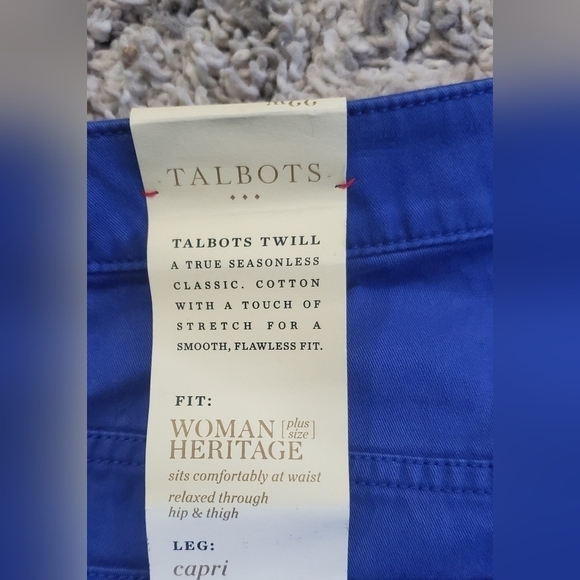 22W
TALBOTS
TALBOTS TWILL
A TRUE SEASONLESS
CLASSIC. COTTON
WITH A TOUCH OF
STRETCH FOR A
SMOOTH, FLAWLESS FIT.
FIT:
WOMAN [plus size]
HERITAGE
sits comfortably at waist
relaxed through
hip & thigh
LEG:
capri